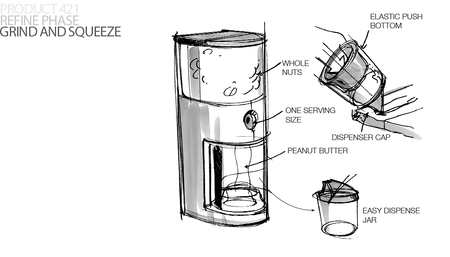 PRODUCT 421
REFINE PHASE
GRIND AND SQUEEZE
ELASTIC PUSH
BOTTOM
WHOLE
NUTS
ONE SERVING
SIZE
DISPENSER CAP
PEANUT BUTTER
EASY DISPENSE
JAR